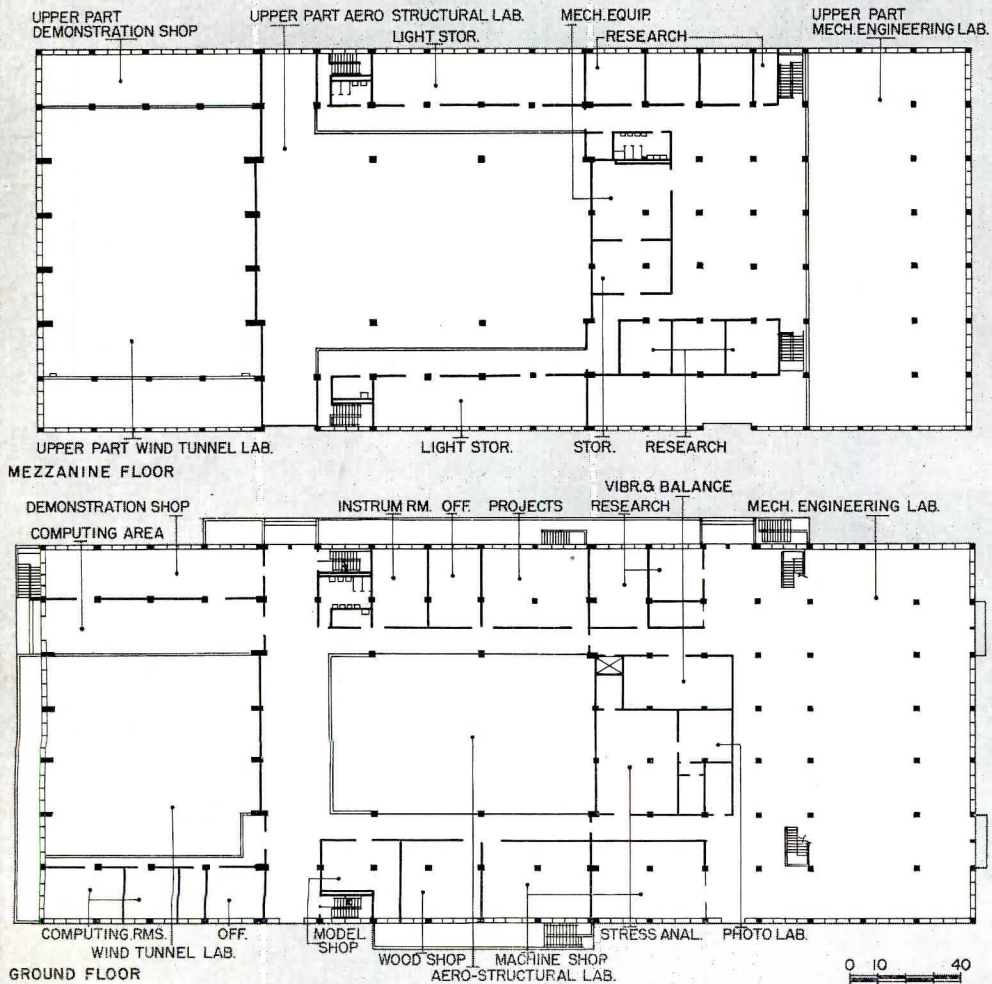 UPPER PART
DEMONSTRATION SHOP
UPPER PART AERO STRUCTURAL LAB.
LIGHT STOR.
MECH. EQUIP.
RESEARCH
UPPER PART
MECH. ENGINEERING LAB.
UPPER PART WIND TUNNEL LAB.
LIGHT STOR.
STOR.
RESEARCH
MEZZANINE FLOOR
DEMONSTRATION SHOP
COMPUTING AREA
INSTRUM RM.
OFF.
PROJECTS
VIBR. & BALANCE
RESEARCH
MECH. ENGINEERING LAB.
COMPUTING. RMS.
OFF.
WIND TUNNEL LAB.
MODEL
SHOP
WOOD SHOP
MACHINE SHOP
AERO-STRUCTURAL LAB.
STRESS ANAL.
PHOTO LAB.
GROUND FLOOR
0 10 40